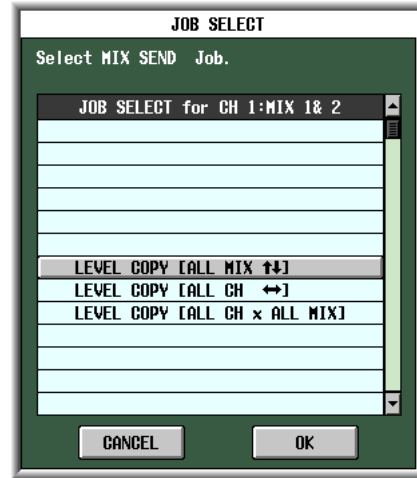 JOB SELECT
Select MIX SEND Job.
JOB SELECT for CH 1:MIX 1& 2
LEVEL COPY [ALL MIX ⬆⬇]
LEVEL COPY [ALL CH ↔]
LEVEL COPY [ALL CH x ALL MIX]
CANCEL OK